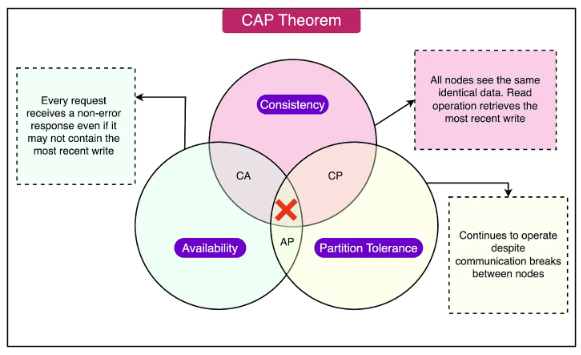 CAP Theorem
Every request
receives a non-error
response even if it
may not contain the
most recent write
All nodes see the same
identical data. Read
operation retrieves the
most recent write
Consistency
CA
CP
AP
Availability
Partition Tolerance
Continues to operate
despite
communication breaks
between nodes